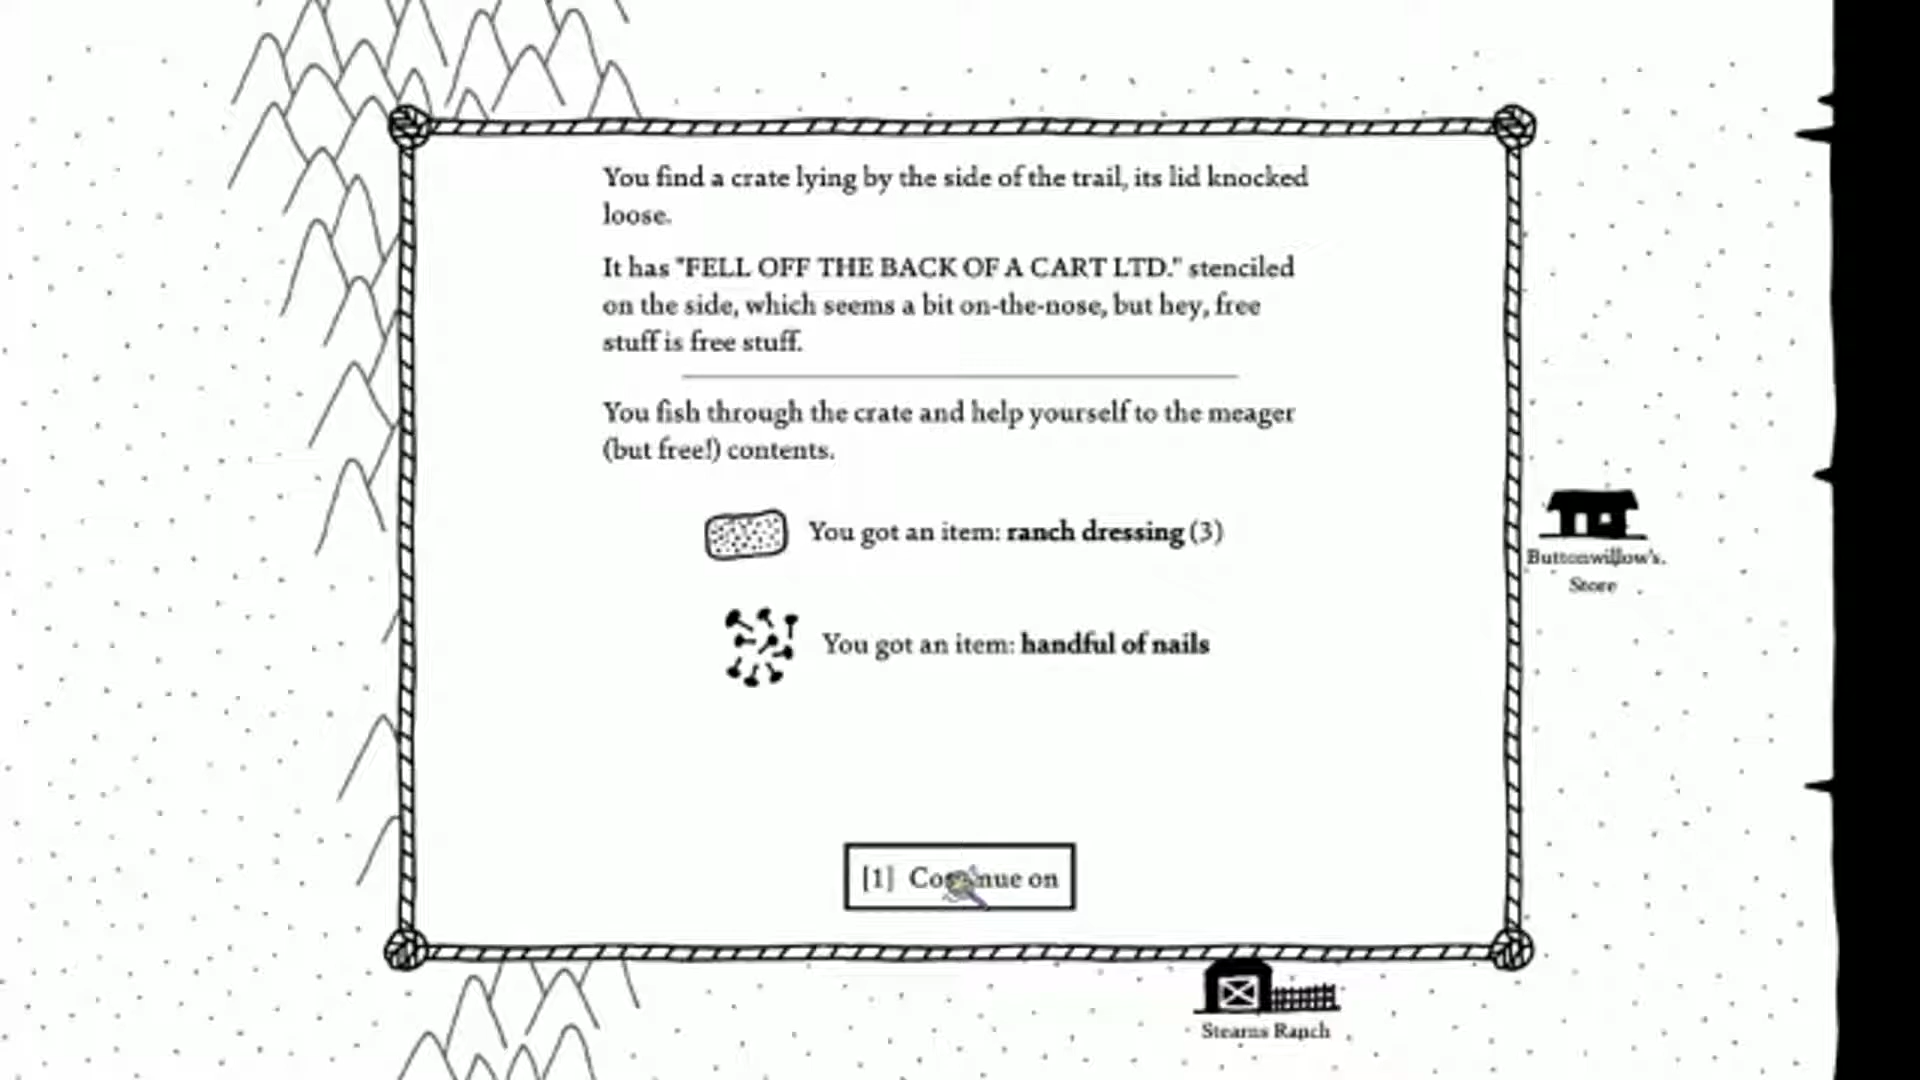 You find a crate lying by the side of the trail, its lid knocked
loose.
It has "FELL OFF THE BACK OF A CART LTD." stenciled
on the side, which seems a bit on-the-nose, but hey, free
stuff is free stuff.
You fish through the crate and help yourself to the meager
(but free!) contents.
You got an item: ranch dressing (3)
Buttonwillow's
Store
You got an item: handful of nails
[1] Continue on
Stearns Ranch